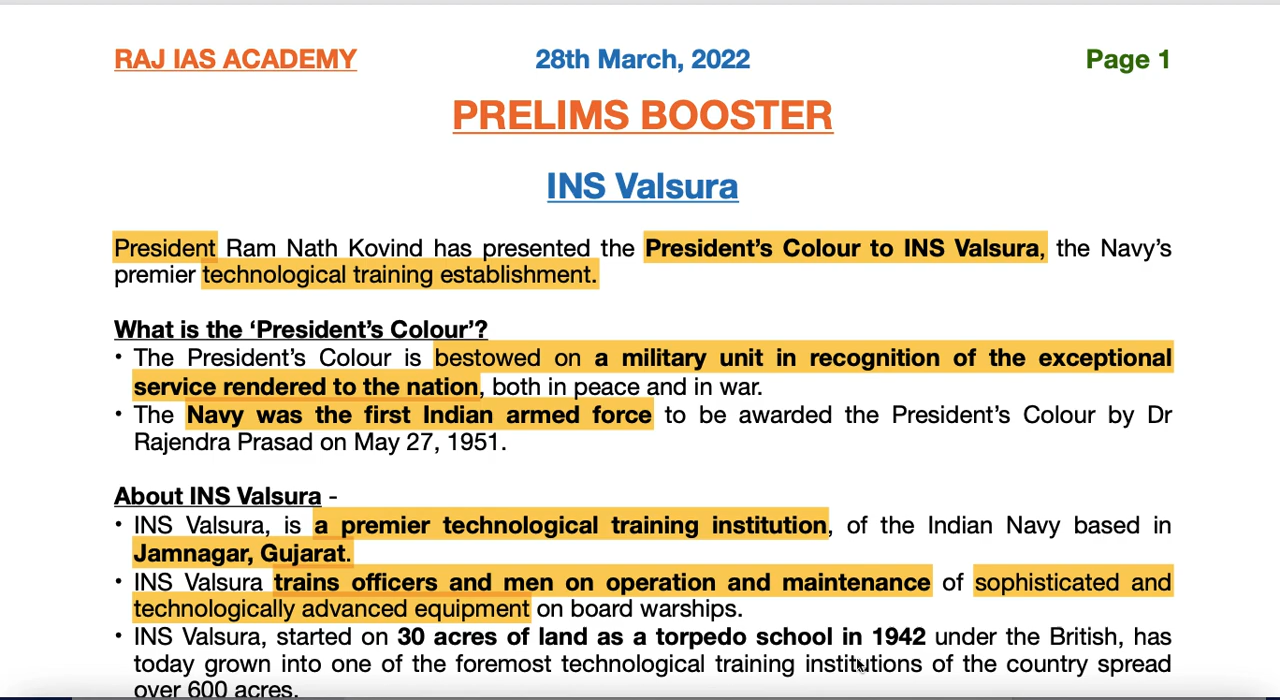 RAJ IAS ACADEMY 28th March, 2022 Page 1
PRELIMS BOOSTER
INS Valsura
President Ram Nath Kovind has presented the President’s Colour to INS Valsura, the Navy’s
premier technological training establishment.
What is the ‘President’s Colour’?
• The President’s Colour is bestowed on a military unit in recognition of the exceptional
service rendered to the nation, both in peace and in war.
• The Navy was the first Indian armed force to be awarded the President’s Colour by Dr
Rajendra Prasad on May 27, 1951.
About INS Valsura -
• INS Valsura, is a premier technological training institution, of the Indian Navy based in
Jamnagar, Gujarat.
• INS Valsura trains officers and men on operation and maintenance of sophisticated and
technologically advanced equipment on board warships.
• INS Valsura, started on 30 acres of land as a torpedo school in 1942 under the British, has
today grown into one of the foremost technological training institutions of the country spread
over 600 acres.